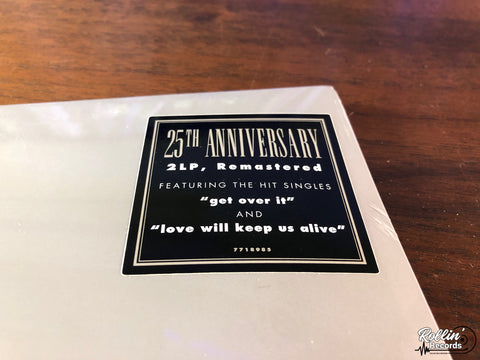 25TH ANNIVERSARY
2LP, Remastered
FEATURING THE HIT SINGLES
“get over it”
AND
“love will keep us alive”
7718985
Rollin'
Records